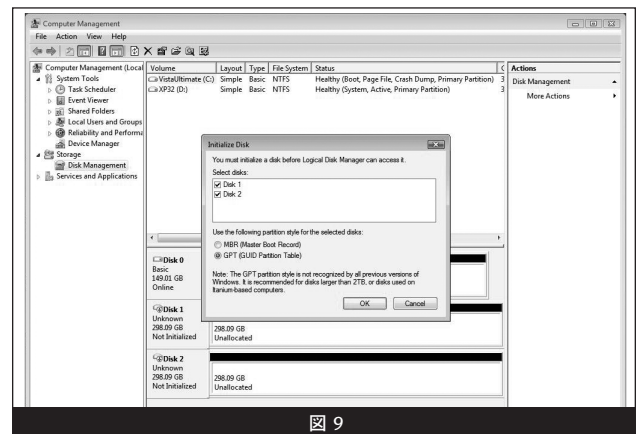 Computer Management
File Action View Help
Computer Management (Local
System Tools
Task Scheduler
Event Viewer
Shared Folders
Local Users and Groups
Reliability and Performa
Device Manager
Storage
Disk Management
Services and Applications
Volume Layout Type File System Status
VistaUltimate (C:) Simple Basic NTFS Healthy (Boot, Page File, Crash Dump, Primary Partition) 3
XP32 (D:) Simple Basic NTFS Healthy (System, Active, Primary Partition) 3
Actions
Disk Management
More Actions
Initialize Disk
You must initialize a disk before Logical Disk Manager can access it.
Select disks:
Disk 1
Disk 2
Use the following partition style for the selected disks:
MBR (Master Boot Record)
GPT (GUID Partition Table)
Note: The GPT partition style is not recognized by all previous versions of
Windows. It is recommended for disks larger than 2TB, or disks used on
Itanium-based computers.
OK Cancel
Disk 0
Basic
149.01 GB
Online
Disk 1
Unknown
298.09 GB
Not Initialized
298.09 GB
Unallocated
Disk 2
Unknown
298.09 GB
Not Initialized
298.09 GB
Unallocated
図 9